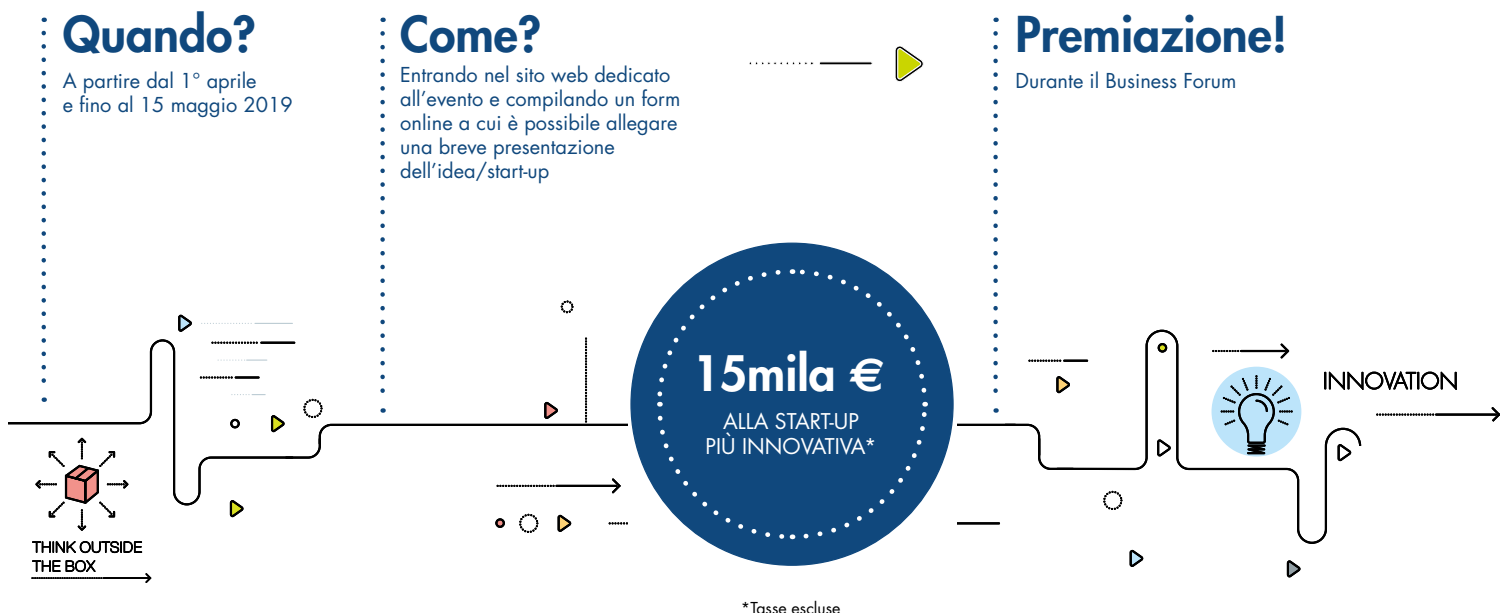 Quando?
A partire dal 1° aprile
e fino al 15 maggio 2019
Come?
Entrando nel sito web dedicato
all'evento e compilando un form
online a cui è possibile allegare
una breve presentazione
dell'idea/start-up
Premiazione!
Durante il Business Forum
15mila €
ALLA START-UP
PIÙ INNOVATIVA*
INNOVATION
THINK OUTSIDE
THE BOX
*Tasse escluse